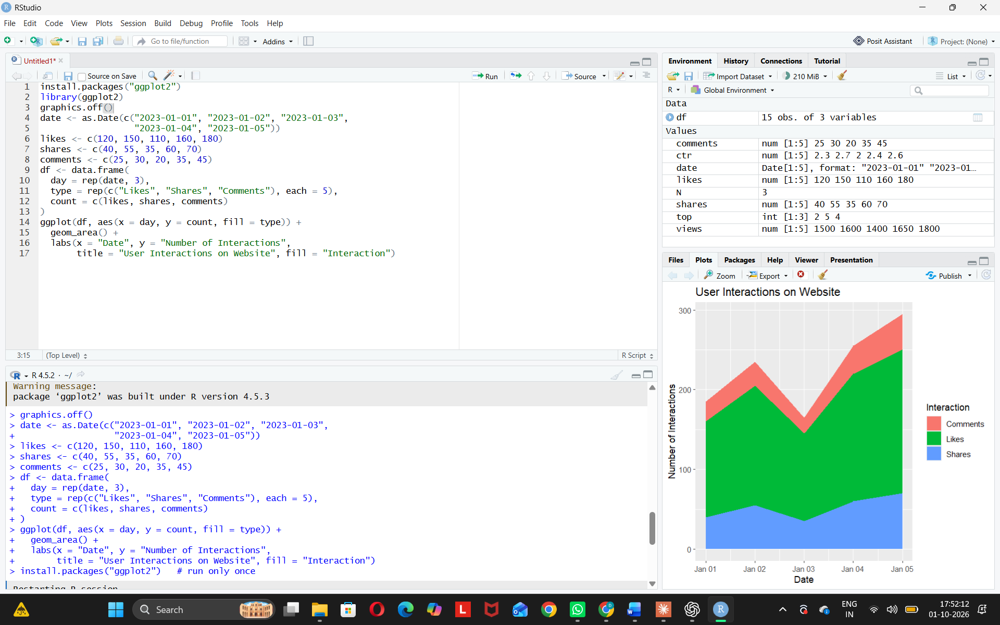 RStudio
File Edit Code View Plots Session Build Debug Profile Tools Help
Go to file/function Addins Posit Assistant Project: (None)
Untitled1*
Source on Save Run Source
1 install.packages("ggplot2")
2 library(ggplot2)
3 graphics.off()
4 date <- as.Date(c("2023-01-01", "2023-01-02", "2023-01-03",
5 "2023-01-04", "2023-01-05"))
6 likes <- c(120, 150, 110, 160, 180)
7 shares <- c(40, 55, 35, 60, 70)
8 comments <- c(25, 30, 20, 35, 45)
9 df <- data.frame(
10 day = rep(date, 3),
11 type = rep(c("Likes", "Shares", "Comments"), each = 5),
12 count = c(likes, shares, comments)
13 )
14 ggplot(df, aes(x = day, y = count, fill = type)) +
15 geom_area() +
16 labs(x = "Date", y = "Number of Interactions",
17 title = "User Interactions on Website", fill = "Interaction")
3:15 (Top Level) R Script
R 4.5.2 · ~/
Warning message:
package ‘ggplot2’ was built under R version 4.5.3
> graphics.off()
> date <- as.Date(c("2023-01-01", "2023-01-02", "2023-01-03",
+ "2023-01-04", "2023-01-05"))
> likes <- c(120, 150, 110, 160, 180)
> shares <- c(40, 55, 35, 60, 70)
> comments <- c(25, 30, 20, 35, 45)
> df <- data.frame(
+ day = rep(date, 3),
+ type = rep(c("Likes", "Shares", "Comments"), each = 5),
+ count = c(likes, shares, comments)
+ )
> ggplot(df, aes(x = day, y = count, fill = type)) +
+ geom_area() +
+ labs(x = "Date", y = "Number of Interactions",
+ title = "User Interactions on Website", fill = "Interaction")
> install.packages("ggplot2") # run only once
Restarting R session
Environment History Connections Tutorial
Import Dataset 210 MiB List
R Global Environment
Data
df 15 obs. of 3 variables
Values
comments num [1:5] 25 30 20 35 45
ctr num [1:5] 2.3 2.7 2 2.4 2.6
date Date[1:5], format: "2023-01-01" "2023-01...
likes num [1:5] 120 150 110 160 180
N 3
shares num [1:5] 40 55 35 60 70
top int [1:3] 2 5 4
views num [1:5] 1500 1600 1400 1650 1800
Files Plots Packages Help Viewer Presentation
Zoom Export Publish
User Interactions on Website
300
200
100
0
Number of Interactions
Jan 01 Jan 02 Jan 03 Jan 04 Jan 05
Date
Interaction
Comments
Likes
Shares
Search
ENG
IN
17:52:12
01-10-2026